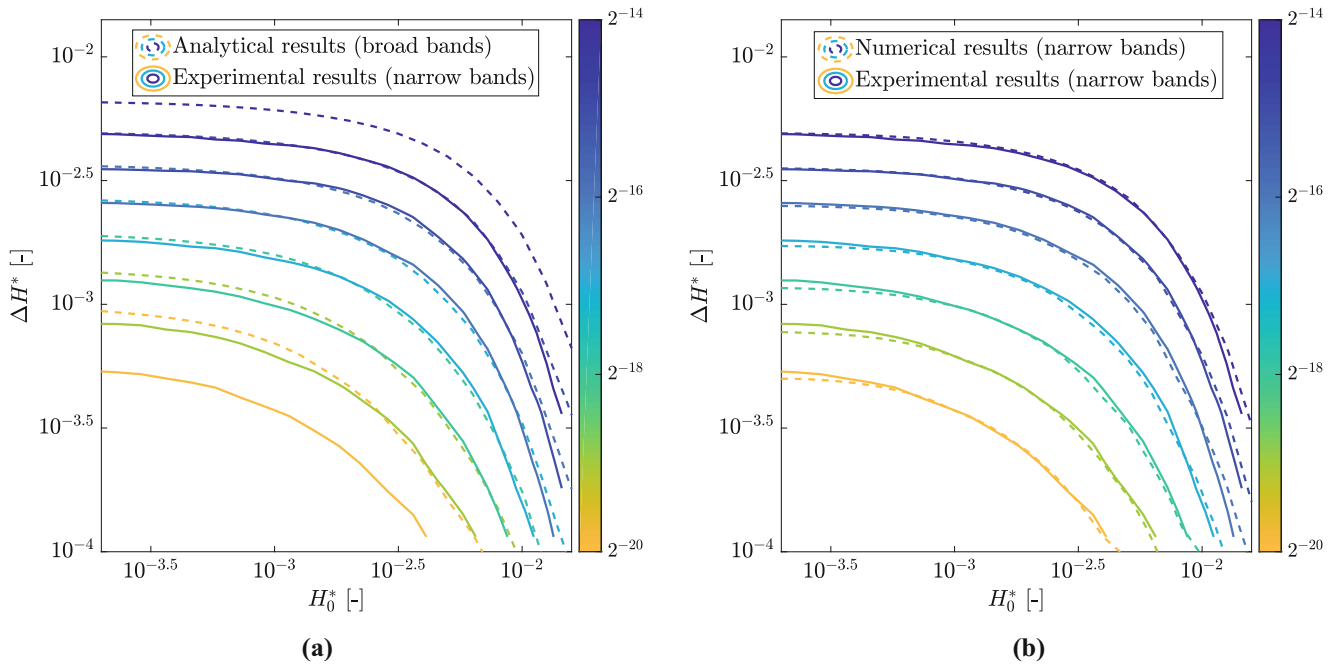 Analytical results (broad bands)
Experimental results (narrow bands)
10^{-2}
10^{-2.5}
10^{-3}
10^{-3.5}
10^{-4}
ΔH* [-]
10^{-3.5} 10^{-3} 10^{-2.5} 10^{-2}
H_0^* [-]
2^{-14}
2^{-16}
2^{-18}
2^{-20}
(a)
Numerical results (narrow bands)
Experimental results (narrow bands)
10^{-2}
10^{-2.5}
10^{-3}
10^{-3.5}
10^{-4}
ΔH* [-]
10^{-3.5} 10^{-3} 10^{-2.5} 10^{-2}
H_0^* [-]
2^{-14}
2^{-16}
2^{-18}
2^{-20}
(b)